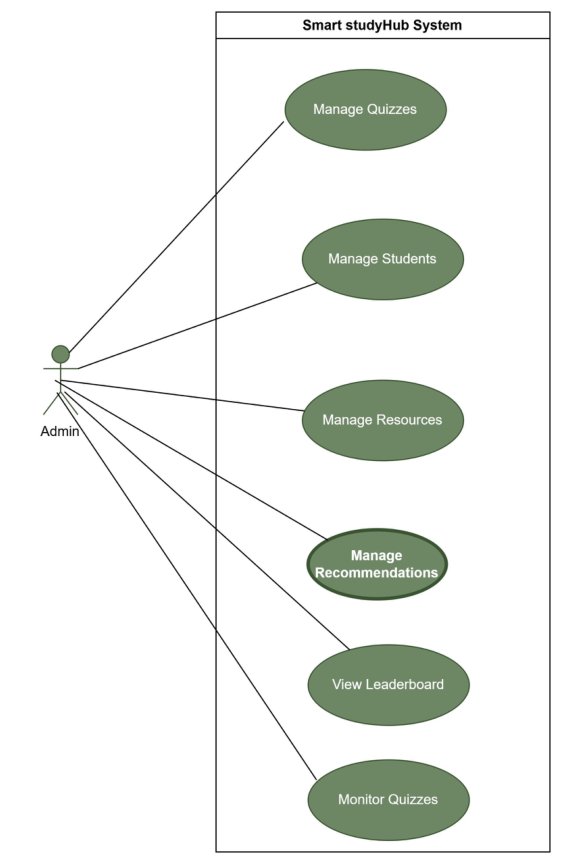 Smart studyHub System
Manage Quizzes
Manage Students
Manage Resources
Admin
Manage
Recommendations
View Leaderboard
Monitor Quizzes